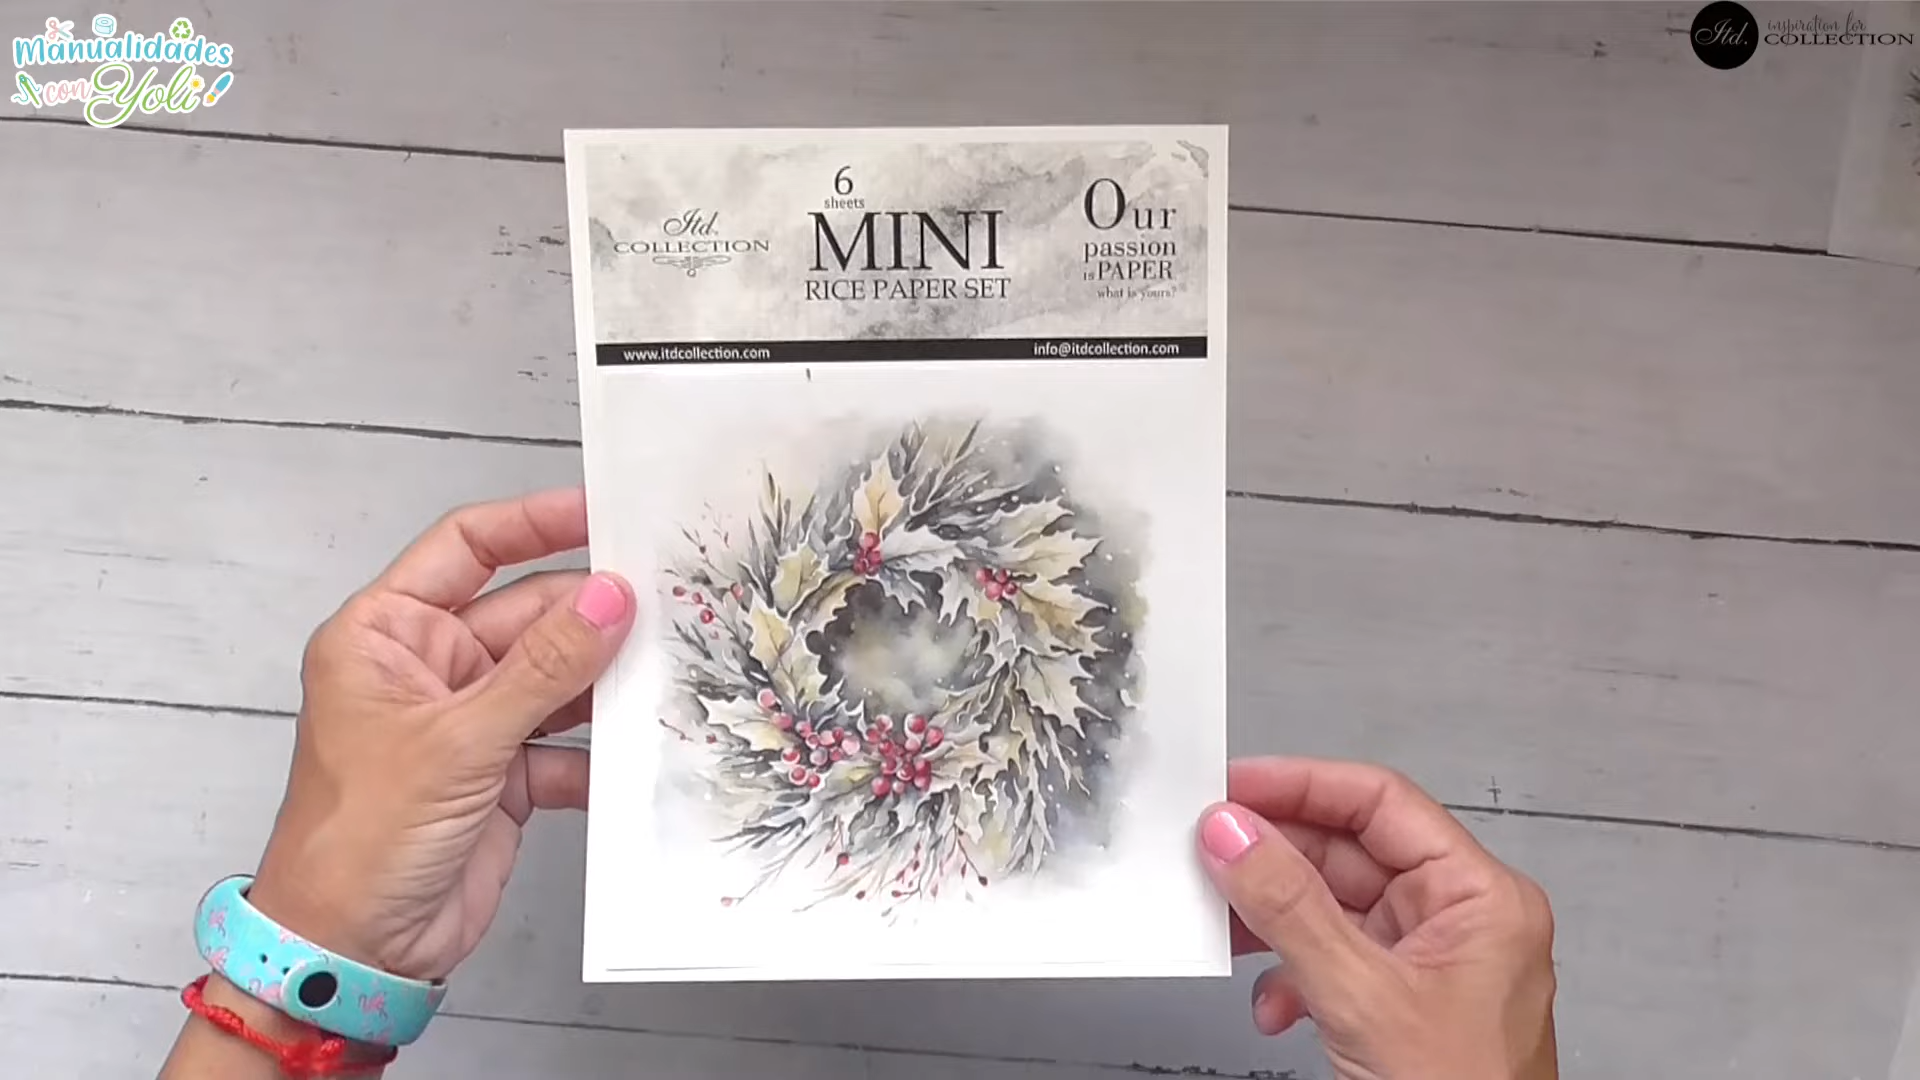 Manualidades
con Yoli
Itd.
inspiration for
COLLECTION
6
sheets
MINI
RICE PAPER SET
Itd.
COLLECTION
Our
passion
is PAPER
what is yours?
www.itdcollection.com
info@itdcollection.com